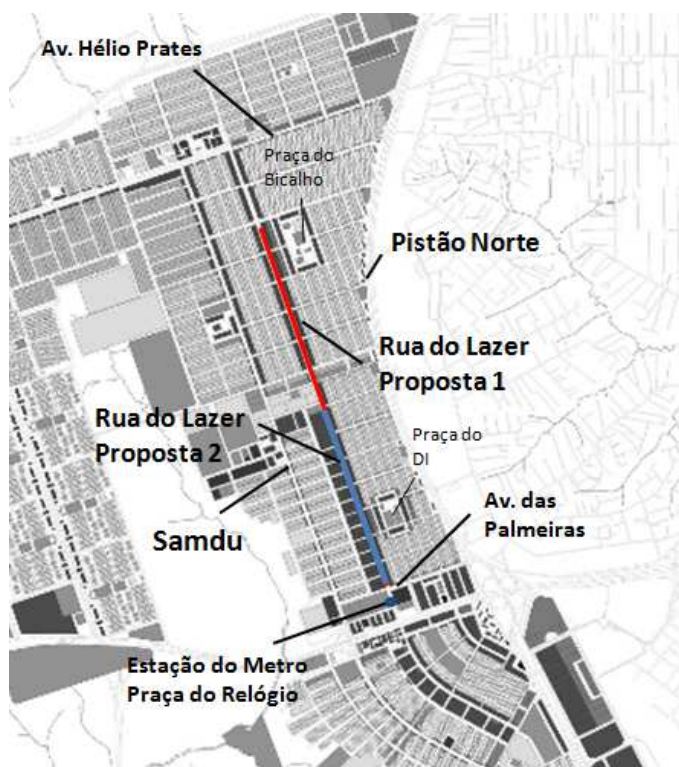 Av. Hélio Prates
Praça do
Bicalho
Pistão Norte
Rua do Lazer
Proposta 1
Rua do Lazer
Proposta 2
Praça do
DI
Samdu
Av. das
Palmeiras
Estação do Metro
Praça do Relógio